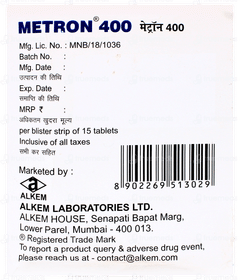 METRON® 400 मेट्रॉन 400
Mfg. Lic. No. : MNB/18/1036
Batch No. :
Mfg. Date :
उत्पादन की तिथि
Exp. Date :
समाप्ति की तिथि
MRP ₹ :
अधिकतम खुदरा मूल्य
per blister strip of 15 tablets
Inclusive of all taxes
सभी कर सहित
Marketed by :
ALKEM
8 902269 513029
ALKEM LABORATORIES LTD.
ALKEM HOUSE, Senapati Bapat Marg,
Lower Parel, Mumbai - 400 013.
® Registered Trade Mark
To report a product query & adverse drug event,
please reach us at - contact@alkem.com